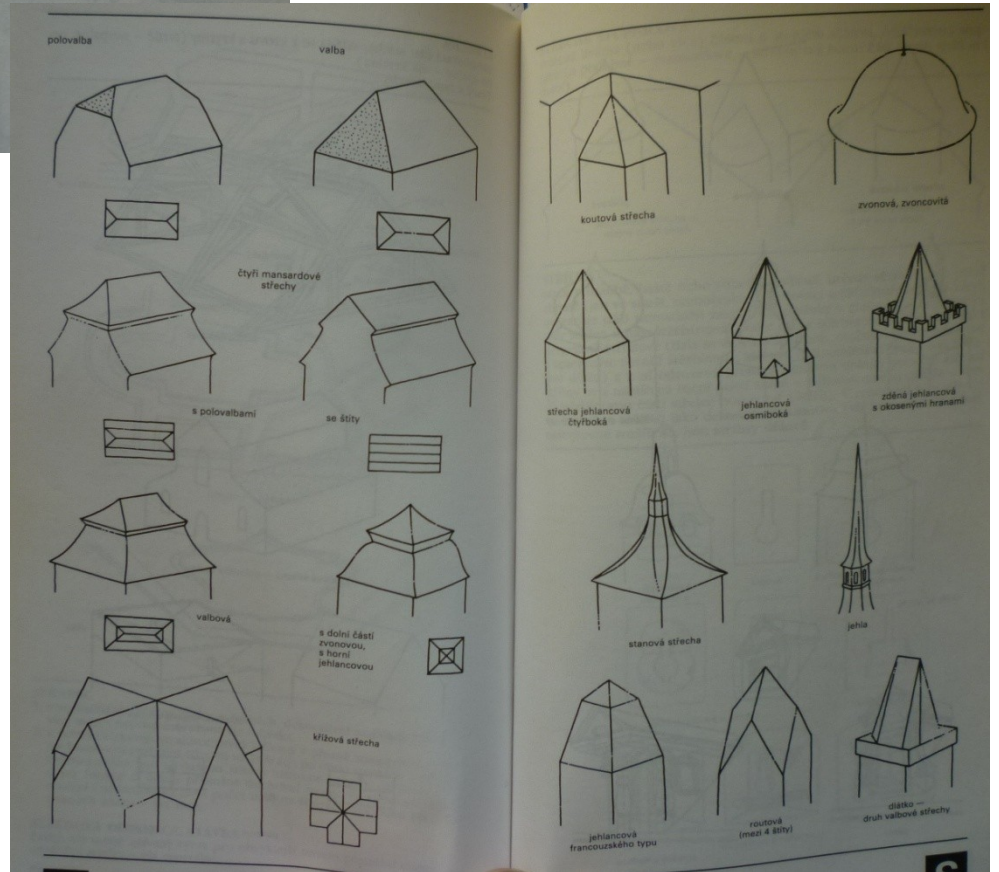 polovalba
valba
čtyři mansardové
střechy
s polovalbami
se štíty
valbová
s dolní částí
zvonovou,
s horní
jehlancovou
křížová střecha
koutová střecha
zvonová, zvoncovitá
střecha jehlancová
čtyřboká
jehlancová
osmiboká
zděná jehlancová
s okosenými hranami
stanová střecha
jehla
jehlancová
francouzského typu
routová
(mezi 4 štíty)
dlátko —
druh valbové střechy